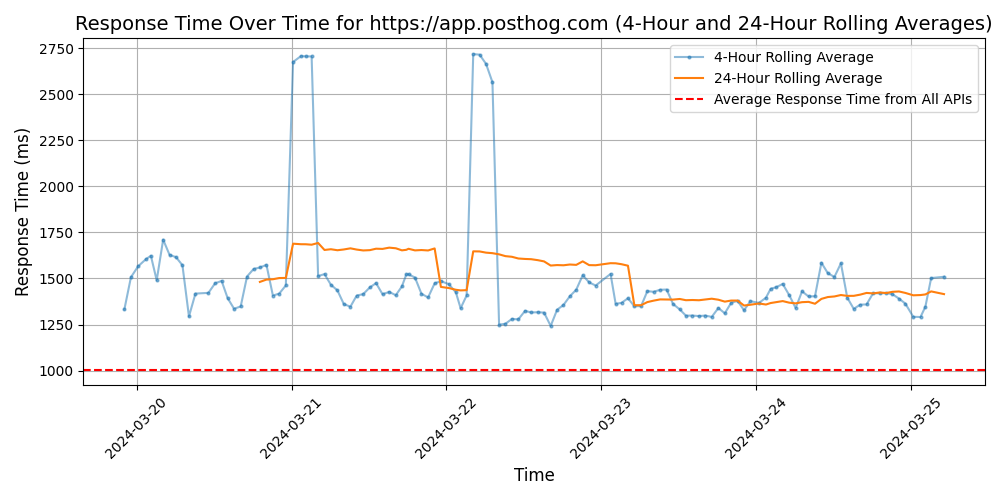 Response Time Over Time for https://app.posthog.com (4-Hour and 24-Hour Rolling Averages)
4-Hour Rolling Average
24-Hour Rolling Average
Average Response Time from All APIs
Response Time (ms)
2750
2500
2250
2000
1750
1500
1250
1000
2024-03-20
2024-03-21
2024-03-22
2024-03-23
2024-03-24
2024-03-25
Time